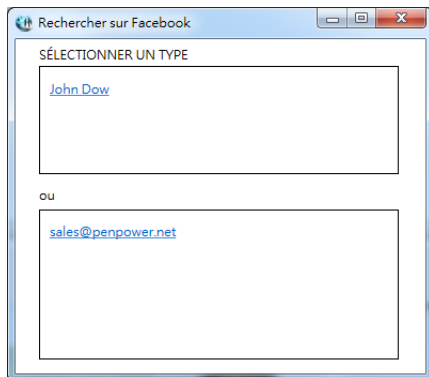 Rechercher sur Facebook
SÉLECTIONNER UN TYPE
John Dow
ou
sales@penpower.net